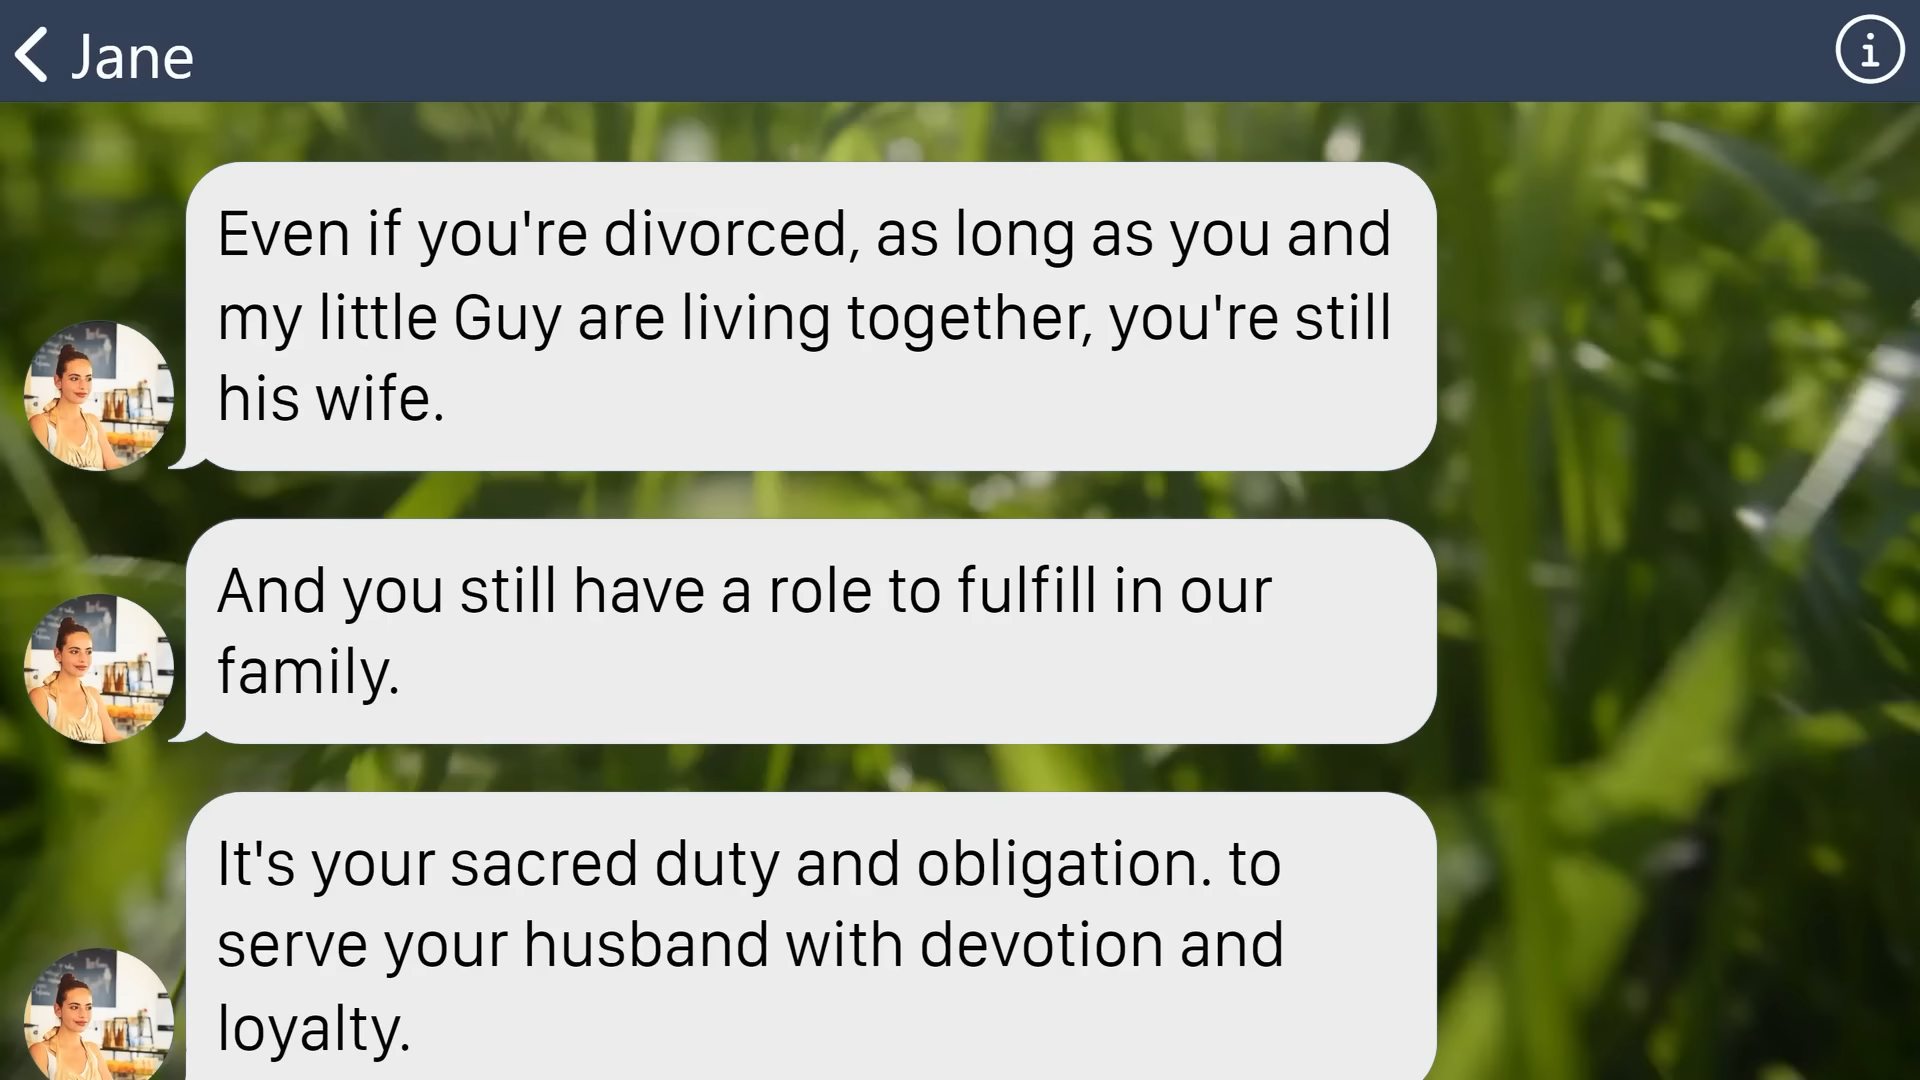 Jane
Even if you're divorced, as long as you and
my little Guy are living together, you're still
his wife.
And you still have a role to fulfill in our
family.
It's your sacred duty and obligation. to
serve your husband with devotion and
loyalty.